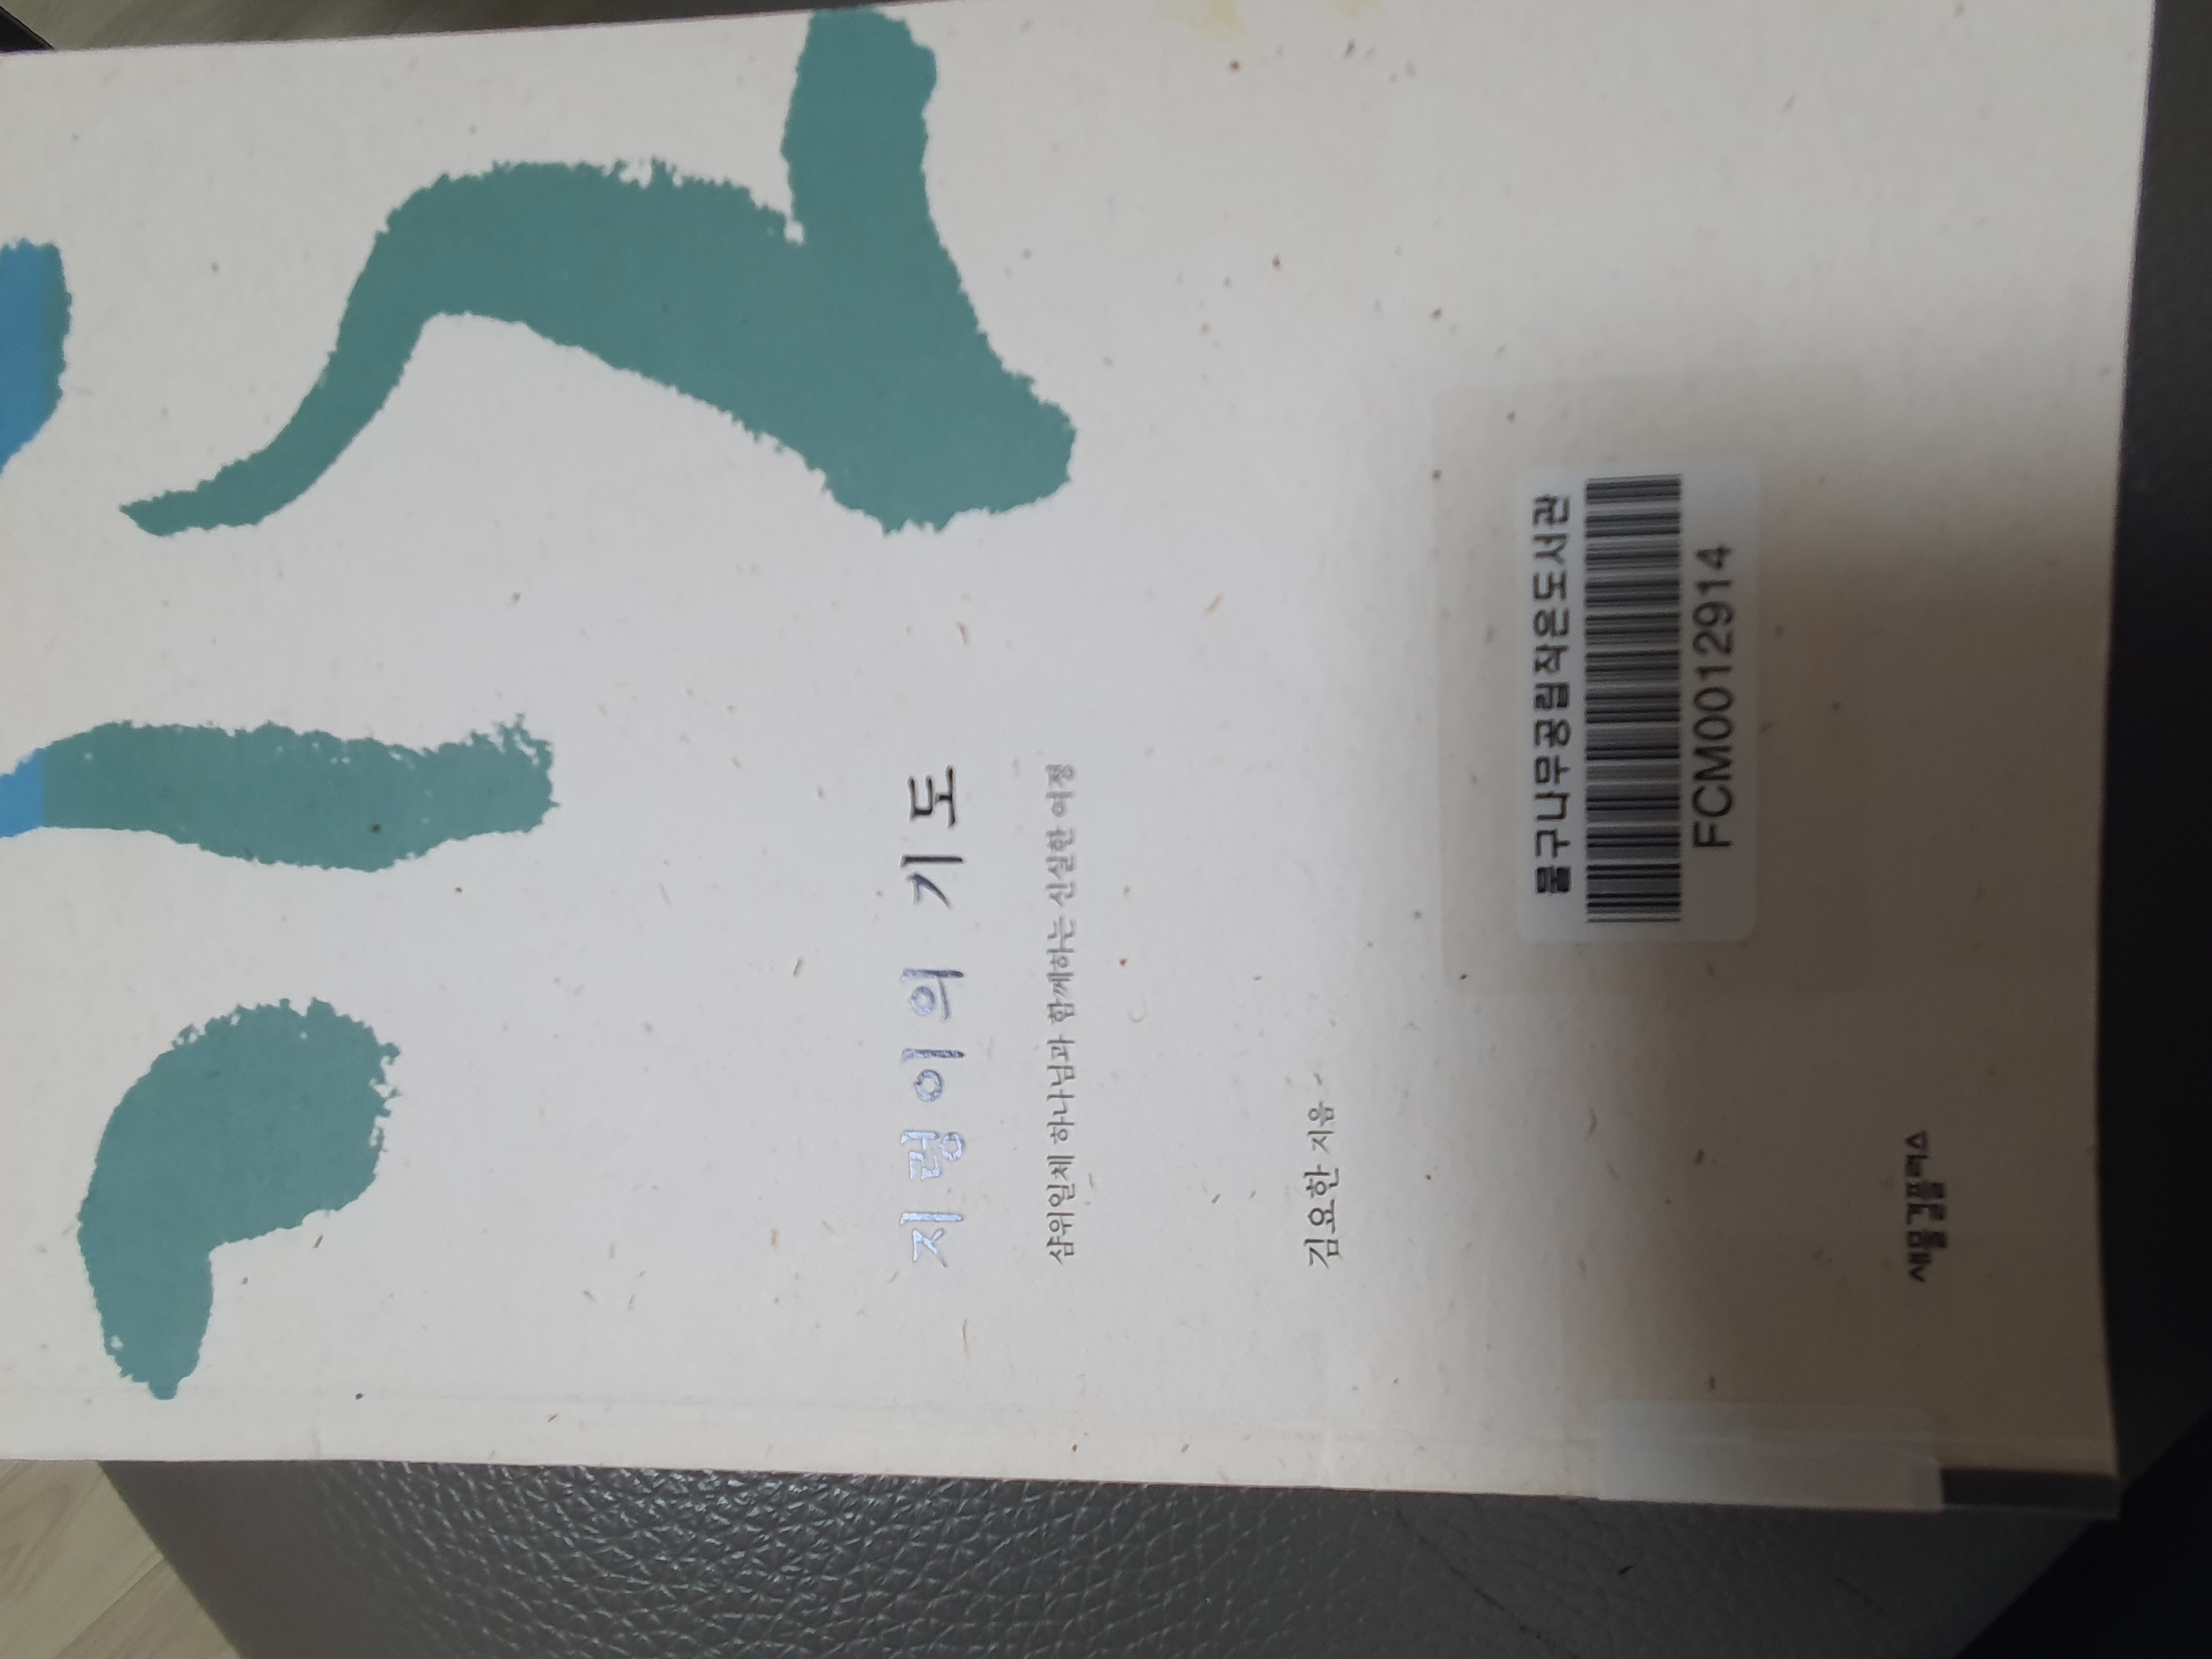 지렁이의 기도
삼위일체 하나님과 함께하는 신실한 여정
김요한 지음
물구나무공립작은도서관
FCM0012914
새물결플러스